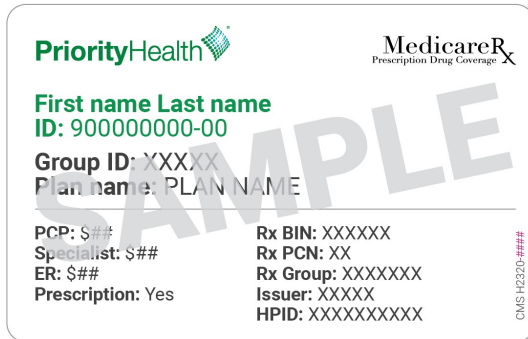 PriorityHealth
MedicareRx
Prescription Drug Coverage
First name Last name
ID: 900000000-00
Group ID: XXXXX
Plan name: PLAN NAME
SAMPLE
PCP: $##
Specialist: $##
ER: $##
Prescription: Yes
Rx BIN: XXXXXX
Rx PCN: XX
Rx Group: XXXXXXX
Issuer: XXXXX
HPID: XXXXXXXXXX
CMS H2320-####